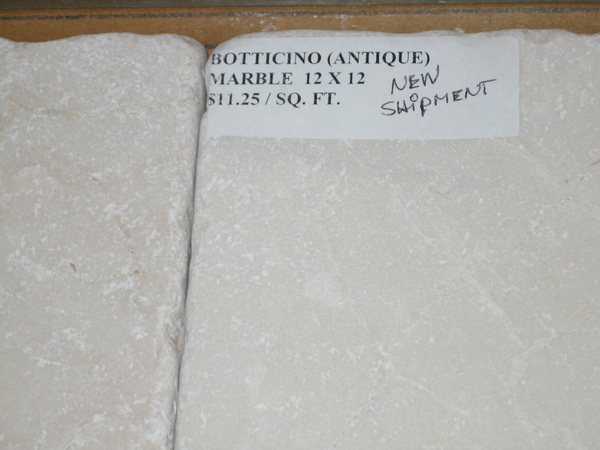 BOTTICINO (ANTIQUE)
MARBLE 12 X 12
$11.25 / SQ. FT.
NEW
SHIPMENT